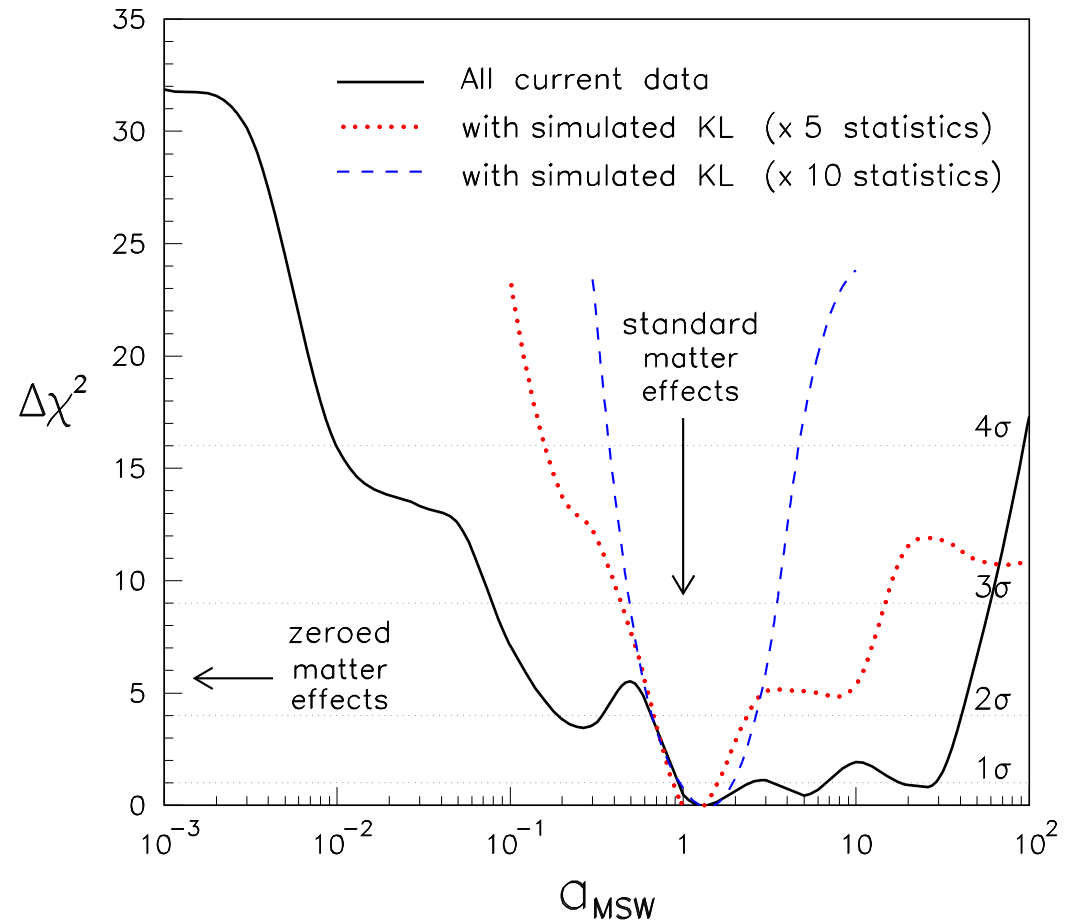 35
30
25
20
15
10
5
0
Δχ²
All current data
with simulated KL (x 5 statistics)
with simulated KL (x 10 statistics)
standard
matter
effects
zeroed
matter
effects
4σ
3σ
2σ
1σ
10⁻³ 10⁻² 10⁻¹ 1 10 10²
a_MSW